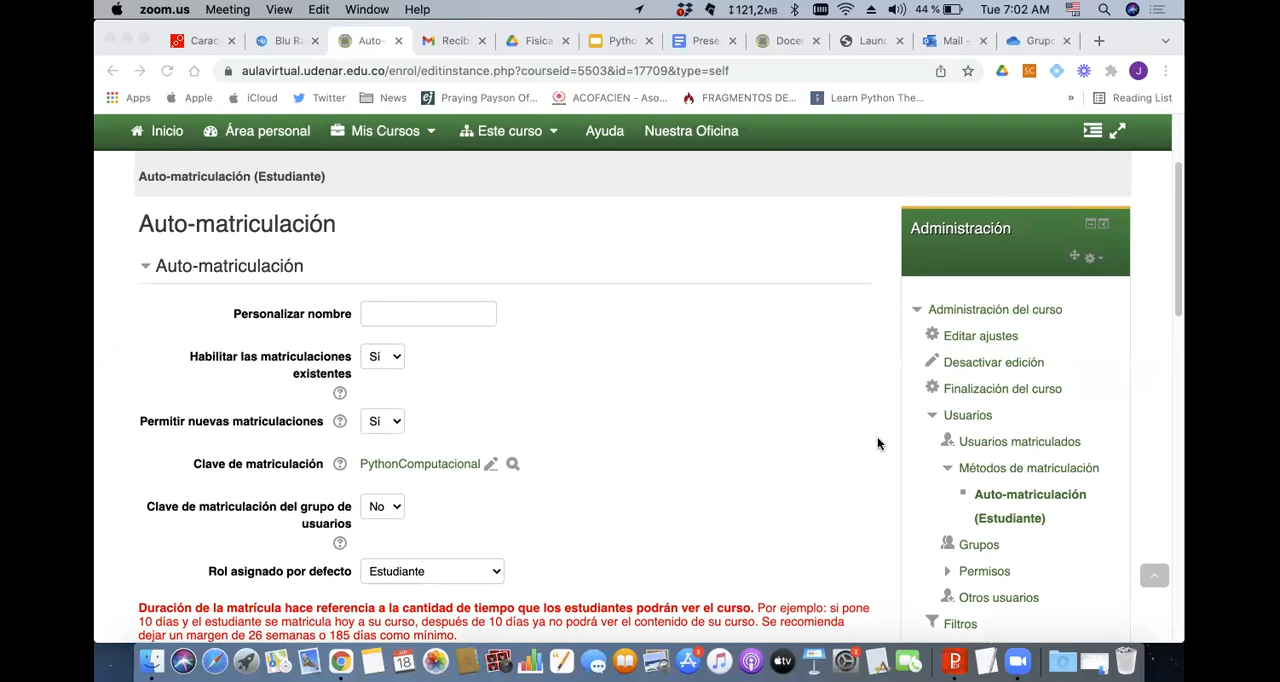 zoom.us Meeting View Edit Window Help 121,2MB 44 % Tue 7:02 AM
Carac Blu Ra Auto- Recib Fisica Pytho Prese Docer Laun Mail - Grupo
aulavirtual.udenar.edu.co/enrol/editinstance.php?courseid=5503&id=17709&type=self
Apps Apple iCloud Twitter News Praying Payson Of... ACOFACIEN - Aso... FRAGMENTOS DE... Learn Python The... » Reading List
Inicio Área personal Mis Cursos Este curso Ayuda Nuestra Oficina
Auto-matriculación (Estudiante)
Auto-matriculación
Auto-matriculación
Personalizar nombre
Habilitar las matriculaciones Sí
existentes
Permitir nuevas matriculaciones Sí
Clave de matriculación PythonComputacional
Clave de matriculación del grupo de No
usuarios
Rol asignado por defecto Estudiante
Duración de la matrícula hace referencia a la cantidad de tiempo que los estudiantes podrán ver el curso. Por ejemplo: si pone
10 días y el estudiante se matricula hoy a su curso, después de 10 días ya no podrá ver el contenido de su curso. Se recomienda
dejar un margen de 26 semanas o 185 días como mínimo.
Administración
Administración del curso
Editar ajustes
Desactivar edición
Finalización del curso
Usuarios
Usuarios matriculados
Métodos de matriculación
Auto-matriculación
(Estudiante)
Grupos
Permisos
Otros usuarios
Filtros
18
tv